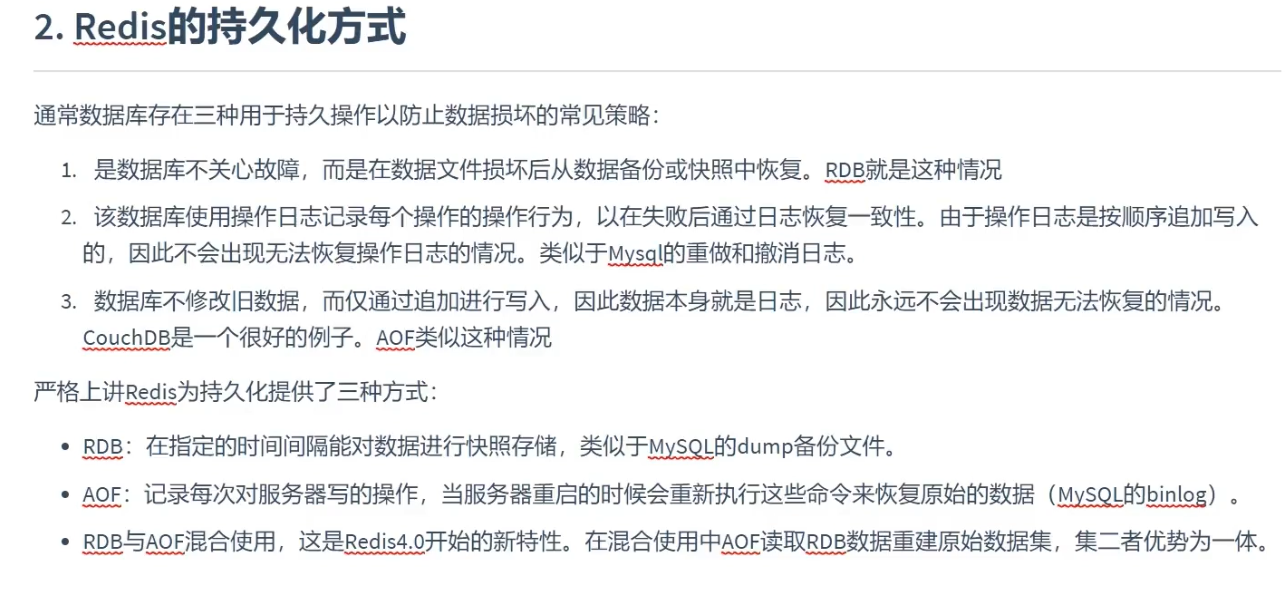 2. Redis的持久化方式
通常数据库存在三种用于持久操作以防止数据损坏的常见策略：
1. 是数据库不关心故障，而是在数据文件损坏后从数据备份或快照中恢复。RDB就是这种情况
2. 该数据库使用操作日志记录每个操作的操作行为，以在失败后通过日志恢复一致性。由于操作日志是按顺序追加写入
的，因此不会出现无法恢复操作日志的情况。类似于Mysql的重做和撤消日志。
3. 数据库不修改旧数据，而仅通过追加进行写入，因此数据本身就是日志，因此永远不会出现数据无法恢复的情况。
CouchDB是一个很好的例子。AOF类似这种情况
严格上讲Redis为持久化提供了三种方式：
• RDB：在指定的时间间隔能对数据进行快照存储，类似于MySQL的dump备份文件。
• AOF：记录每次对服务器写的操作，当服务器重启的时候会重新执行这些命令来恢复原始的数据（MySQL的binlog）。
• RDB与AOF混合使用，这是Redis4.0开始的新特性。在混合使用中AOF读取RDB数据重建原始数据集，集二者优势为一体。